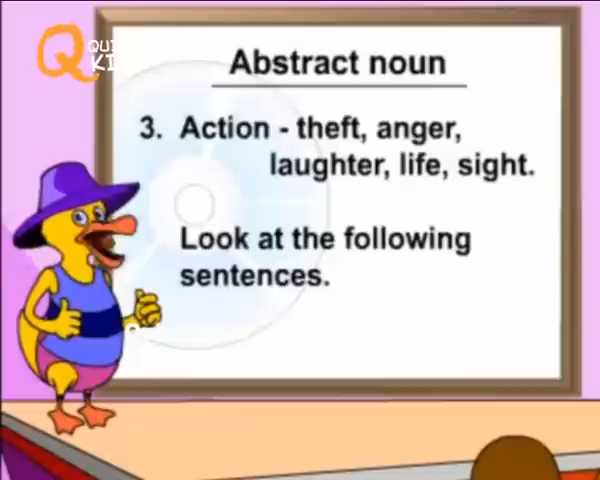 Abstract noun
3. Action - theft, anger,
laughter, life, sight.
Look at the following
sentences.